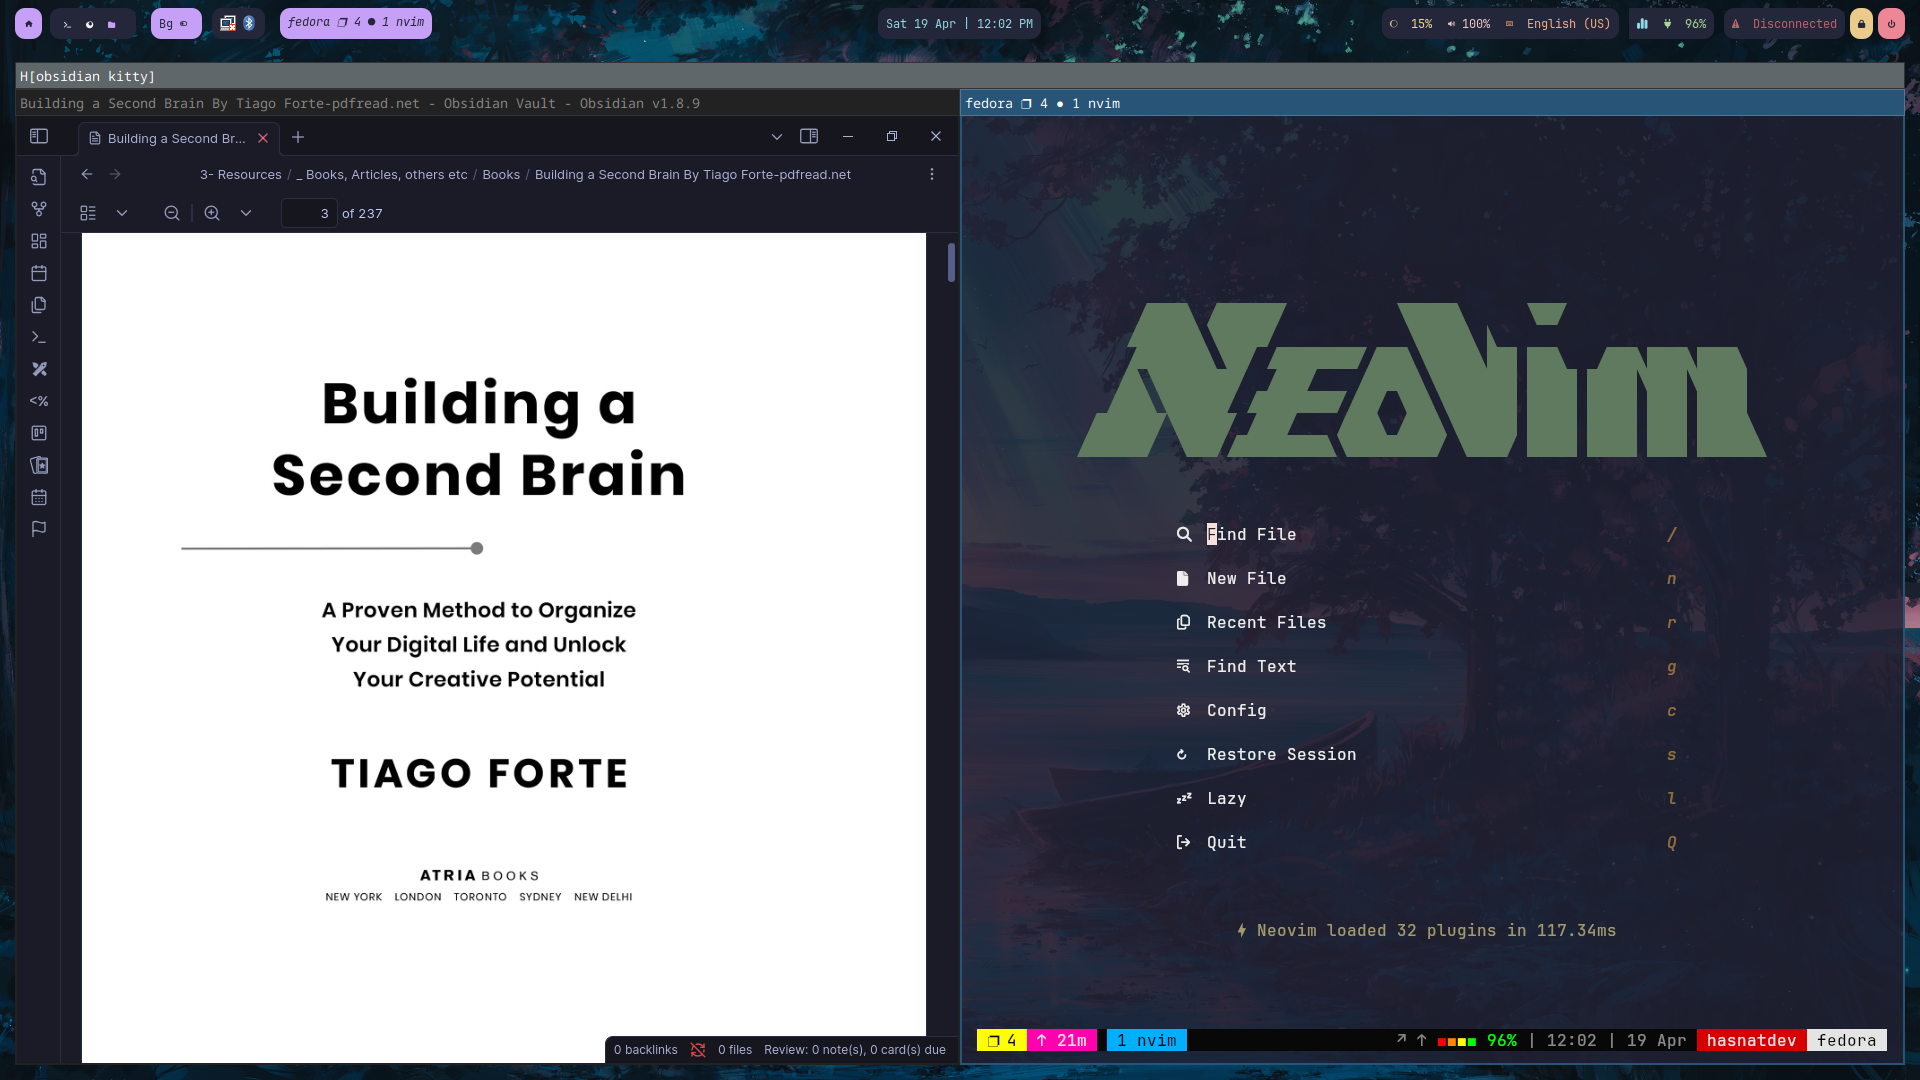 Bg
fedora 4 ● 1 nvim
Sat 19 Apr | 12:02 PM
15% 100% English (US)
96%
Disconnected
H[obsidian kitty]
Building a Second Brain By Tiago Forte-pdfread.net - Obsidian Vault - Obsidian v1.8.9
fedora 4 ● 1 nvim
Building a Second Br...
3- Resources / _ Books, Articles, others etc / Books / Building a Second Brain By Tiago Forte-pdfread.net
3 of 237
Building a
Second Brain
A Proven Method to Organize
Your Digital Life and Unlock
Your Creative Potential
TIAGO FORTE
ATRIA BOOKS
NEW YORK LONDON TORONTO SYDNEY NEW DELHI
0 backlinks 0 files Review: 0 note(s), 0 card(s) due
NEOVIM
Find File /
New File n
Recent Files r
Find Text g
Config c
Restore Session s
Lazy l
Quit Q
Neovim loaded 32 plugins in 117.34ms
4 ↑ 21m 1 nvim ↗ ↑ 96% | 12:02 | 19 Apr hasnatdev fedora